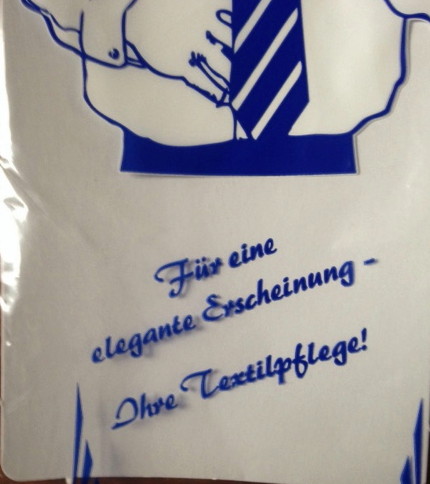 Für eine
elegante Erscheinung -
Ihre Textilpflege!